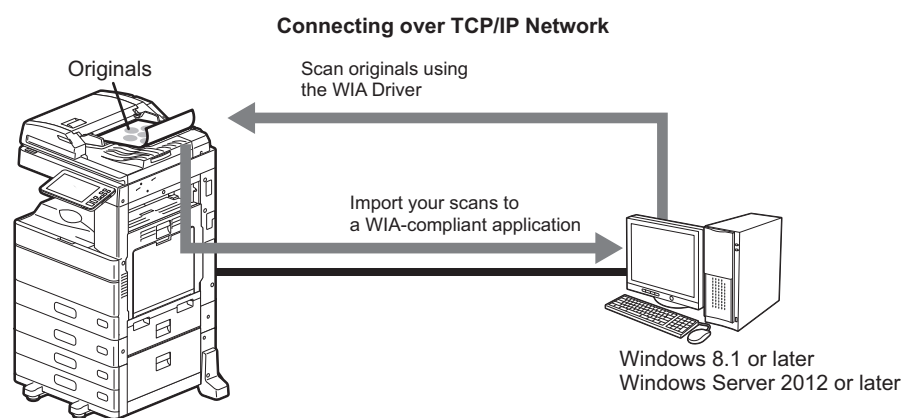 Connecting over TCP/IP Network
Originals
Scan originals using
the WIA Driver
Import your scans to
a WIA-compliant application
Windows 8.1 or later
Windows Server 2012 or later